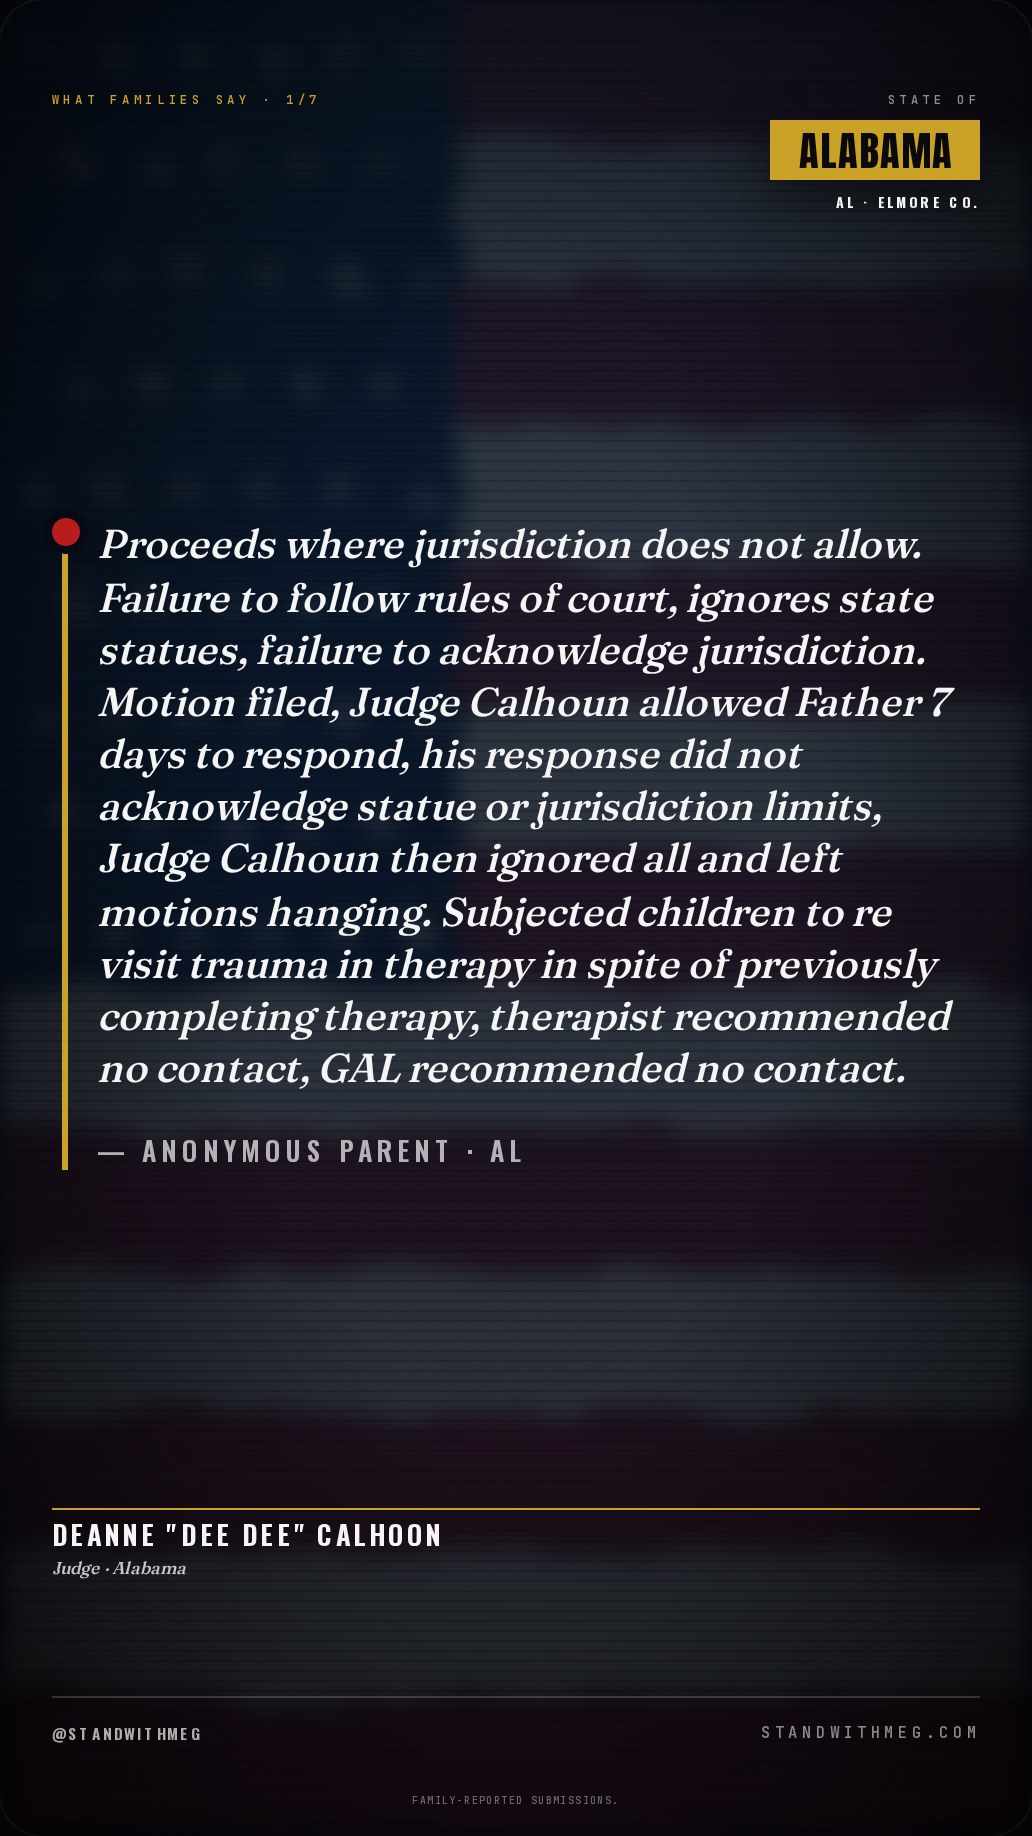 WHAT FAMILIES SAY · 1/7
STATE OF
ALABAMA
AL · ELMORE CO.
Proceeds where jurisdiction does not allow.
Failure to follow rules of court, ignores state
statues, failure to acknowledge jurisdiction.
Motion filed, Judge Calhoun allowed Father 7
days to respond, his response did not
acknowledge statue or jurisdiction limits,
Judge Calhoun then ignored all and left
motions hanging. Subjected children to re
visit trauma in therapy in spite of previously
completing therapy, therapist recommended
no contact, GAL recommended no contact.
— ANONYMOUS PARENT · AL
DEANNE "DEE DEE" CALHOON
Judge · Alabama
@STANDWITHMEG
STANDWITHMEG.COM
FAMILY-REPORTED SUBMISSIONS.